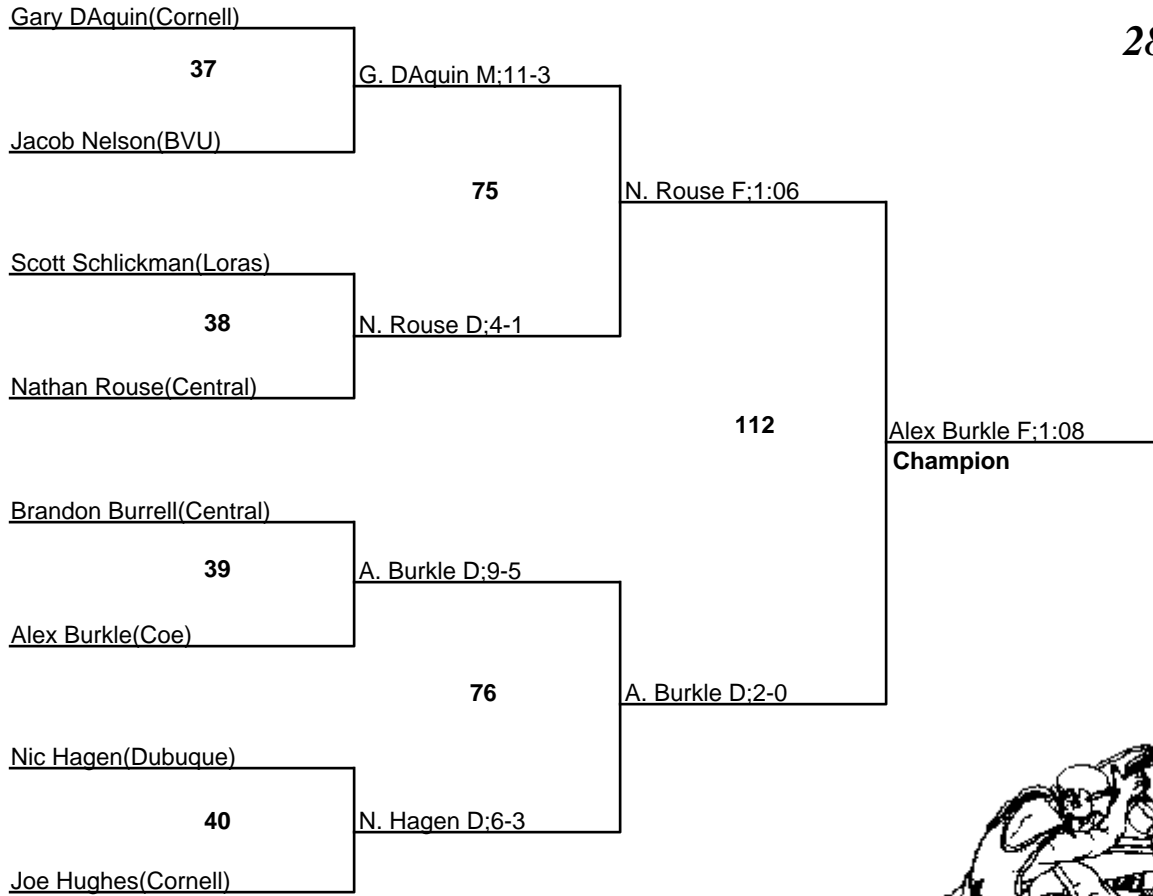 Gary DAquin(Cornell)
28
37
G. DAquin M;11-3
Jacob Nelson(BVU)
75
N. Rouse F;1:06
Scott Schlickman(Loras)
38
N. Rouse D;4-1
Nathan Rouse(Central)
112
Alex Burkle F;1:08
Champion
Brandon Burrell(Central)
39
A. Burkle D;9-5
Alex Burkle(Coe)
76
A. Burkle D;2-0
Nic Hagen(Dubuque)
40
N. Hagen D;6-3
Joe Hughes(Cornell)